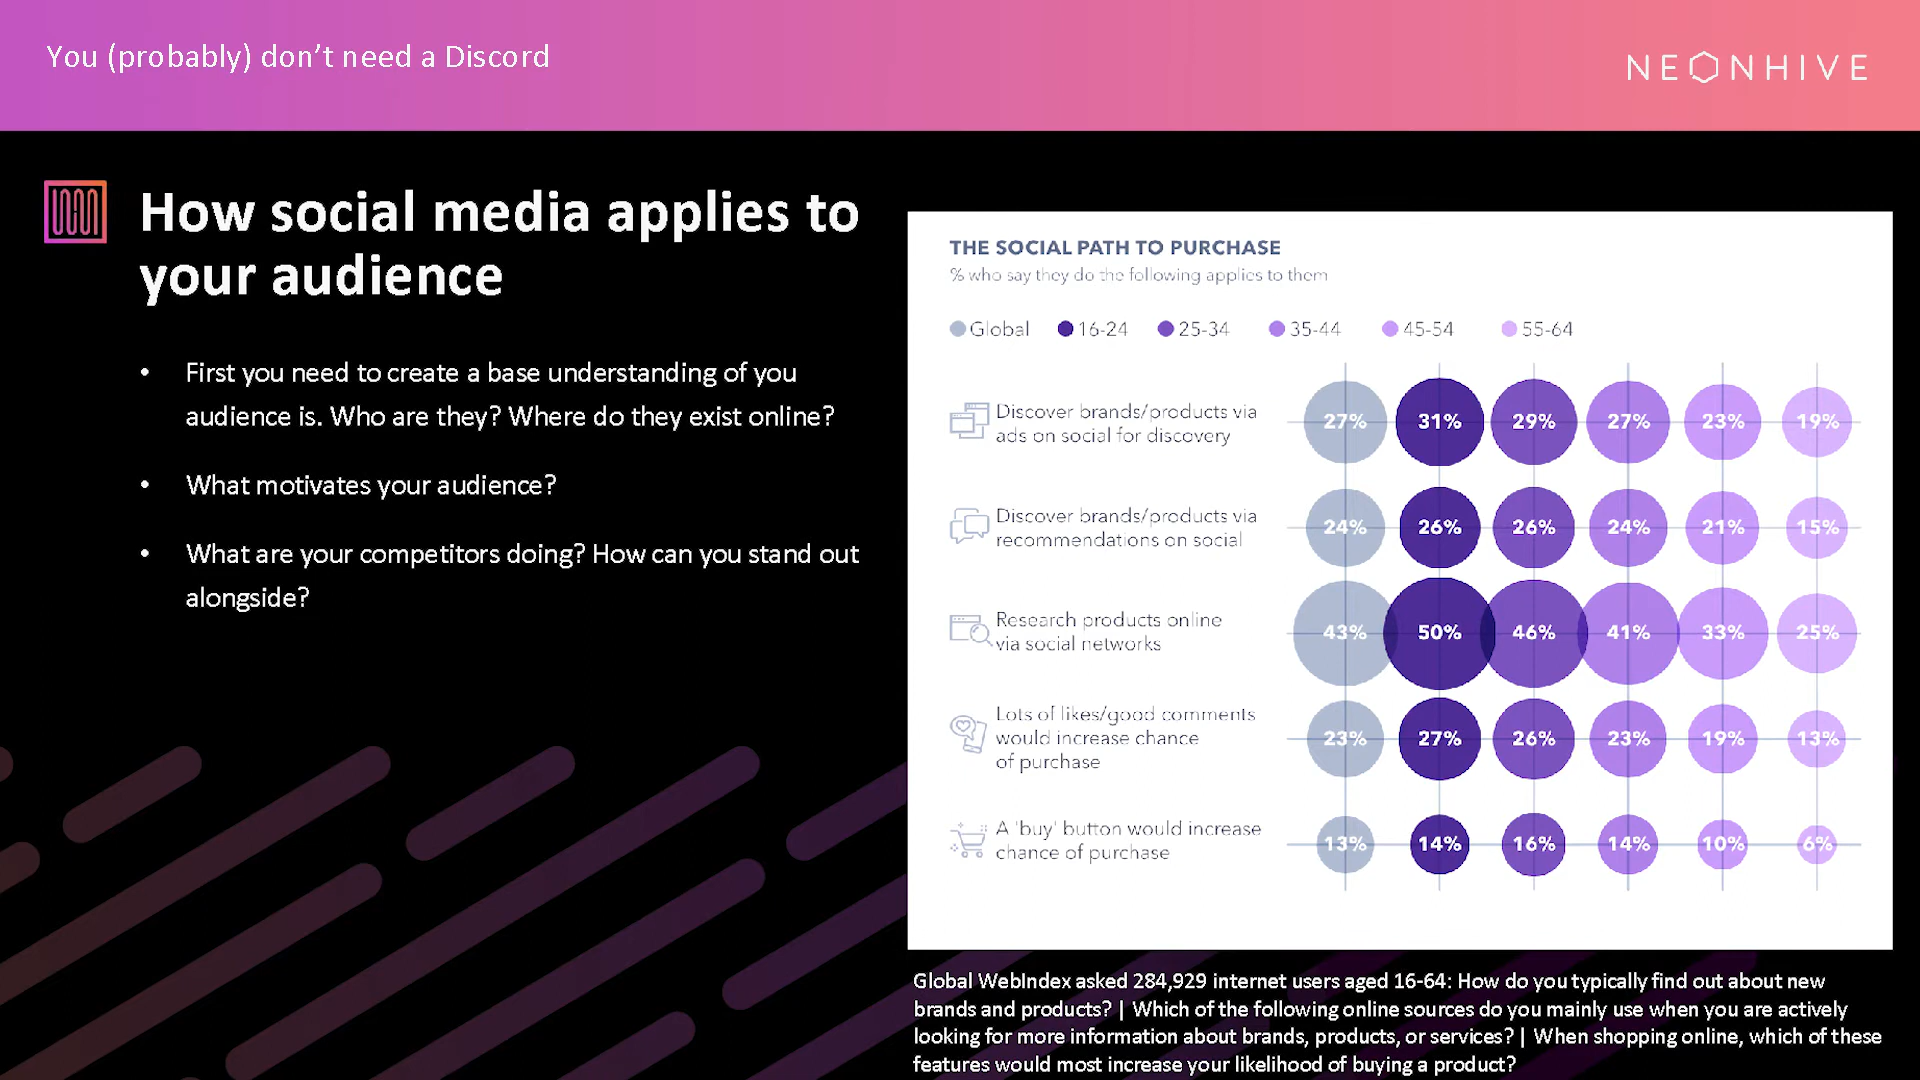 You (probably) don't need a Discord
NEONHIVE
How social media applies to
your audience
• First you need to create a base understanding of you
audience is. Who are they? Where do they exist online?
• What motivates your audience?
• What are your competitors doing? How can you stand out
alongside?
THE SOCIAL PATH TO PURCHASE
% who say they do the following applies to them
Global 16-24 25-34 35-44 45-54 55-64
Discover brands/products via
ads on social for discovery
27% 31% 29% 27% 23% 19%
Discover brands/products via
recommendations on social
24% 26% 26% 24% 21% 15%
Research products online
via social networks
43% 50% 46% 41% 33% 25%
Lots of likes/good comments
would increase chance
of purchase
23% 27% 26% 23% 19% 13%
A 'buy' button would increase
chance of purchase
13% 14% 16% 14% 10% 6%
Global WebIndex asked 284,929 internet users aged 16-64: How do you typically find out about new
brands and products? | Which of the following online sources do you mainly use when you are actively
looking for more information about brands, products, or services? | When shopping online, which of these
features would most increase your likelihood of buying a product?